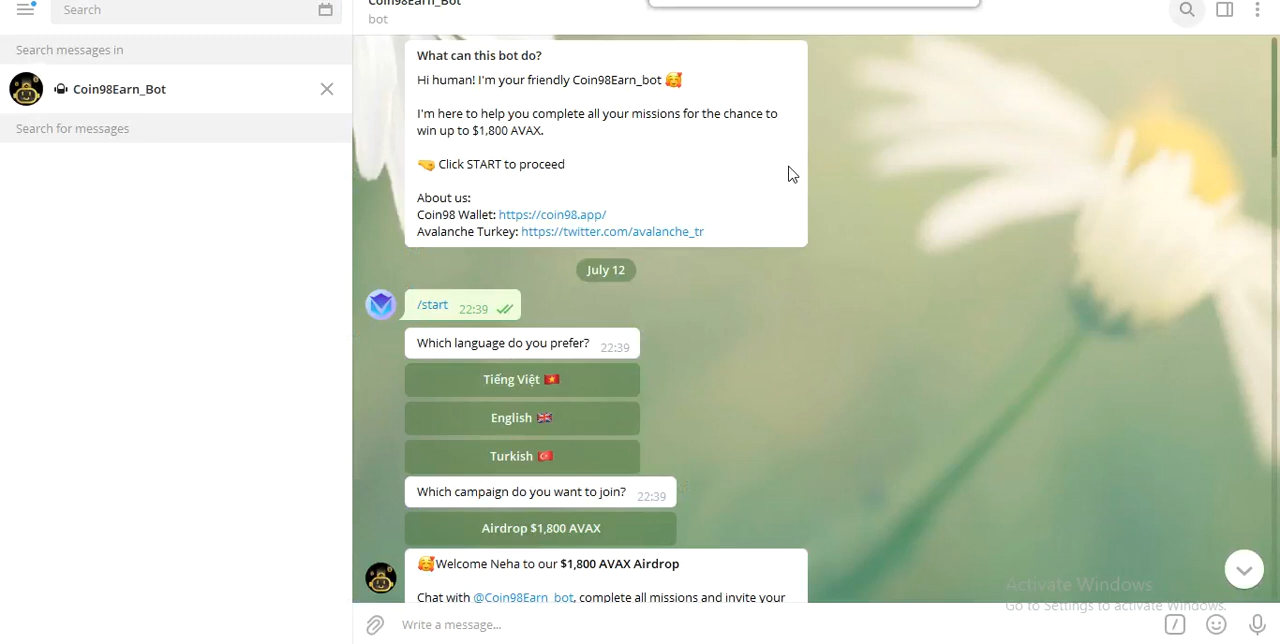 Coin98Earn_Bot
bot
Search
Search messages in
Coin98Earn_Bot
Search for messages
What can this bot do?
Hi human! I'm your friendly Coin98Earn_bot 🥰
I'm here to help you complete all your missions for the chance to
win up to $1,800 AVAX.
🤜 Click START to proceed
About us:
Coin98 Wallet: https://coin98.app/
Avalanche Turkey: https://twitter.com/avalanche_tr
July 12
/start 22:39
Which language do you prefer? 22:39
Tiếng Việt 🇻🇳
English 🇬🇧
Turkish 🇹🇷
Which campaign do you want to join? 22:39
Airdrop $1,800 AVAX
🥰Welcome Neha to our $1,800 AVAX Airdrop
Chat with @Coin98Earn_bot, complete all missions and invite your
Activate Windows
Go to Settings to activate Windows.
Write a message...